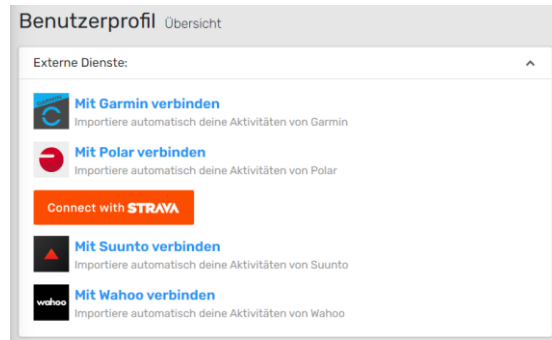 Benutzerprofil Übersicht
Externe Dienste:
Mit Garmin verbinden
Importiere automatisch deine Aktivitäten von Garmin
Mit Polar verbinden
Importiere automatisch deine Aktivitäten von Polar
Connect with STRAVA
Mit Suunto verbinden
Importiere automatisch deine Aktivitäten von Suunto
wahoo
Mit Wahoo verbinden
Importiere automatisch deine Aktivitäten von Wahoo